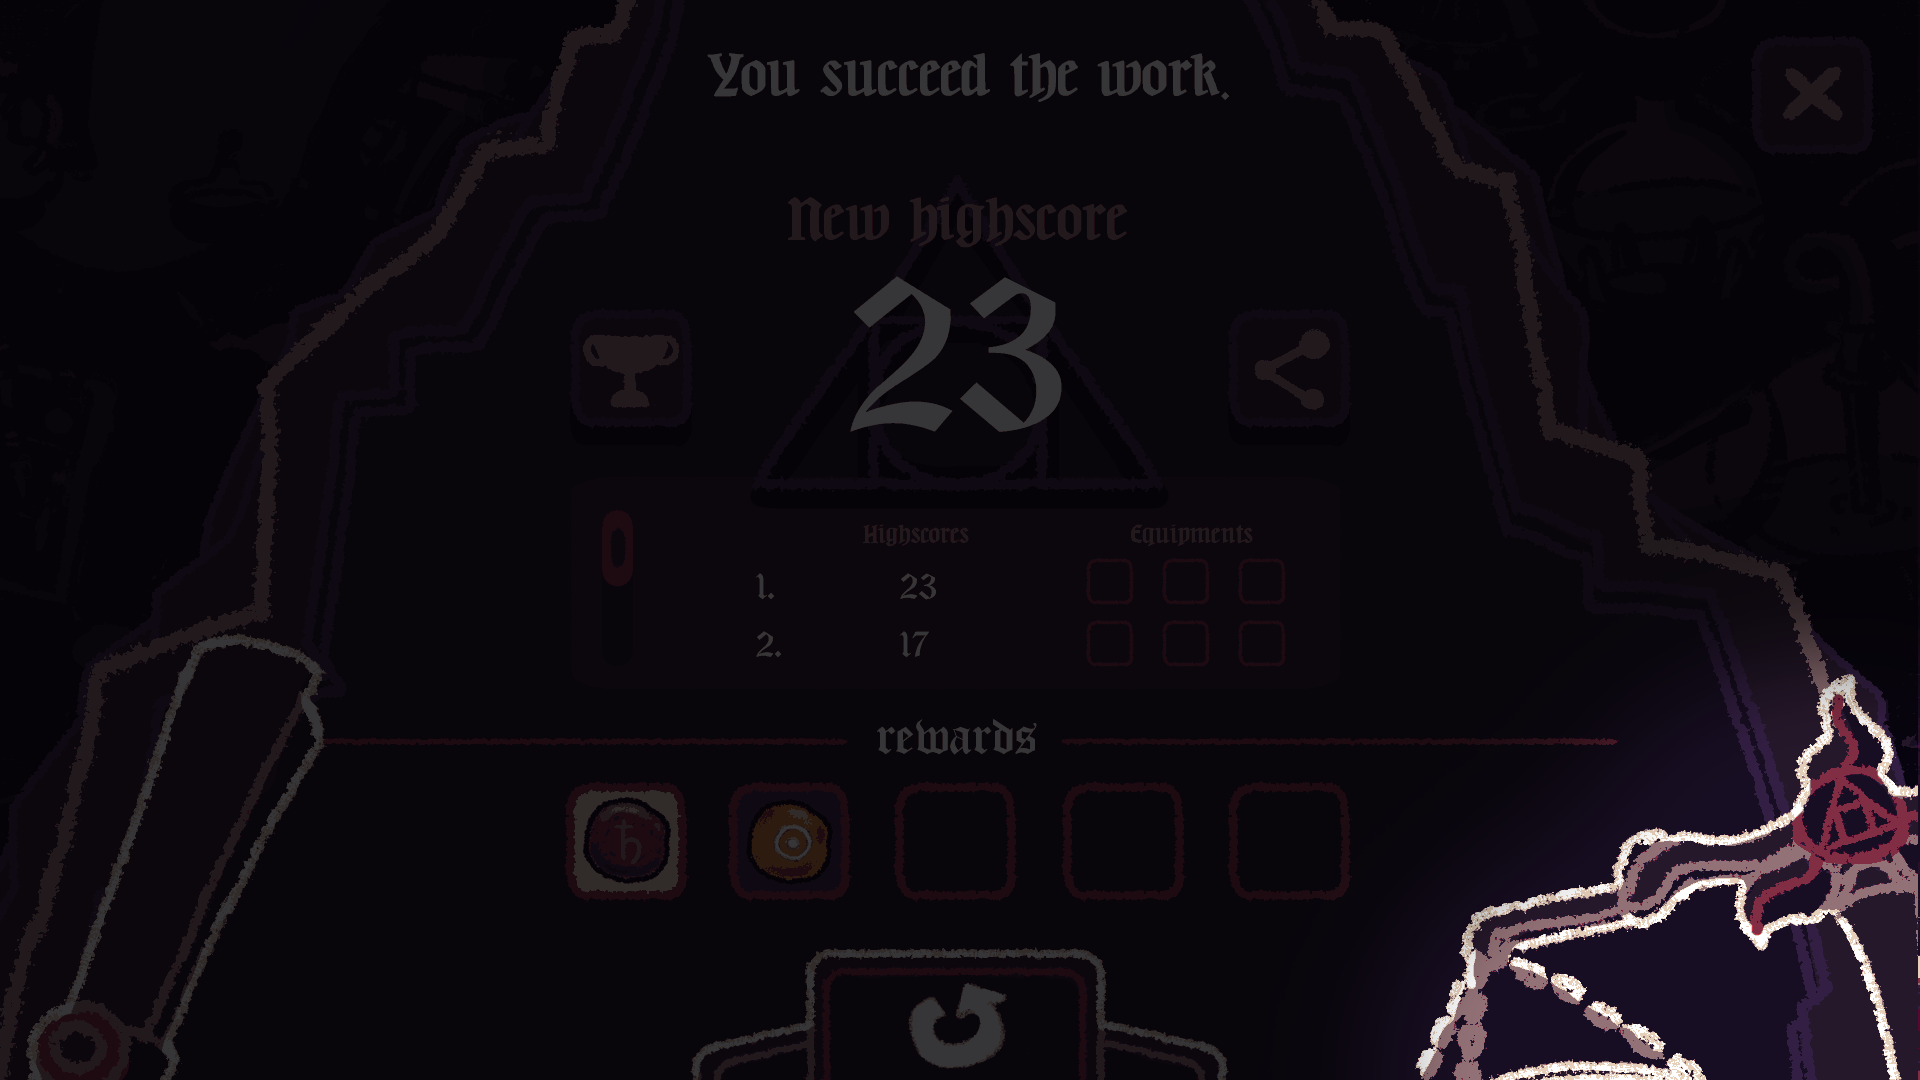 You succeed the work.
New highscore
23
Highscores Equipments
1. 23
2. 17
rewards